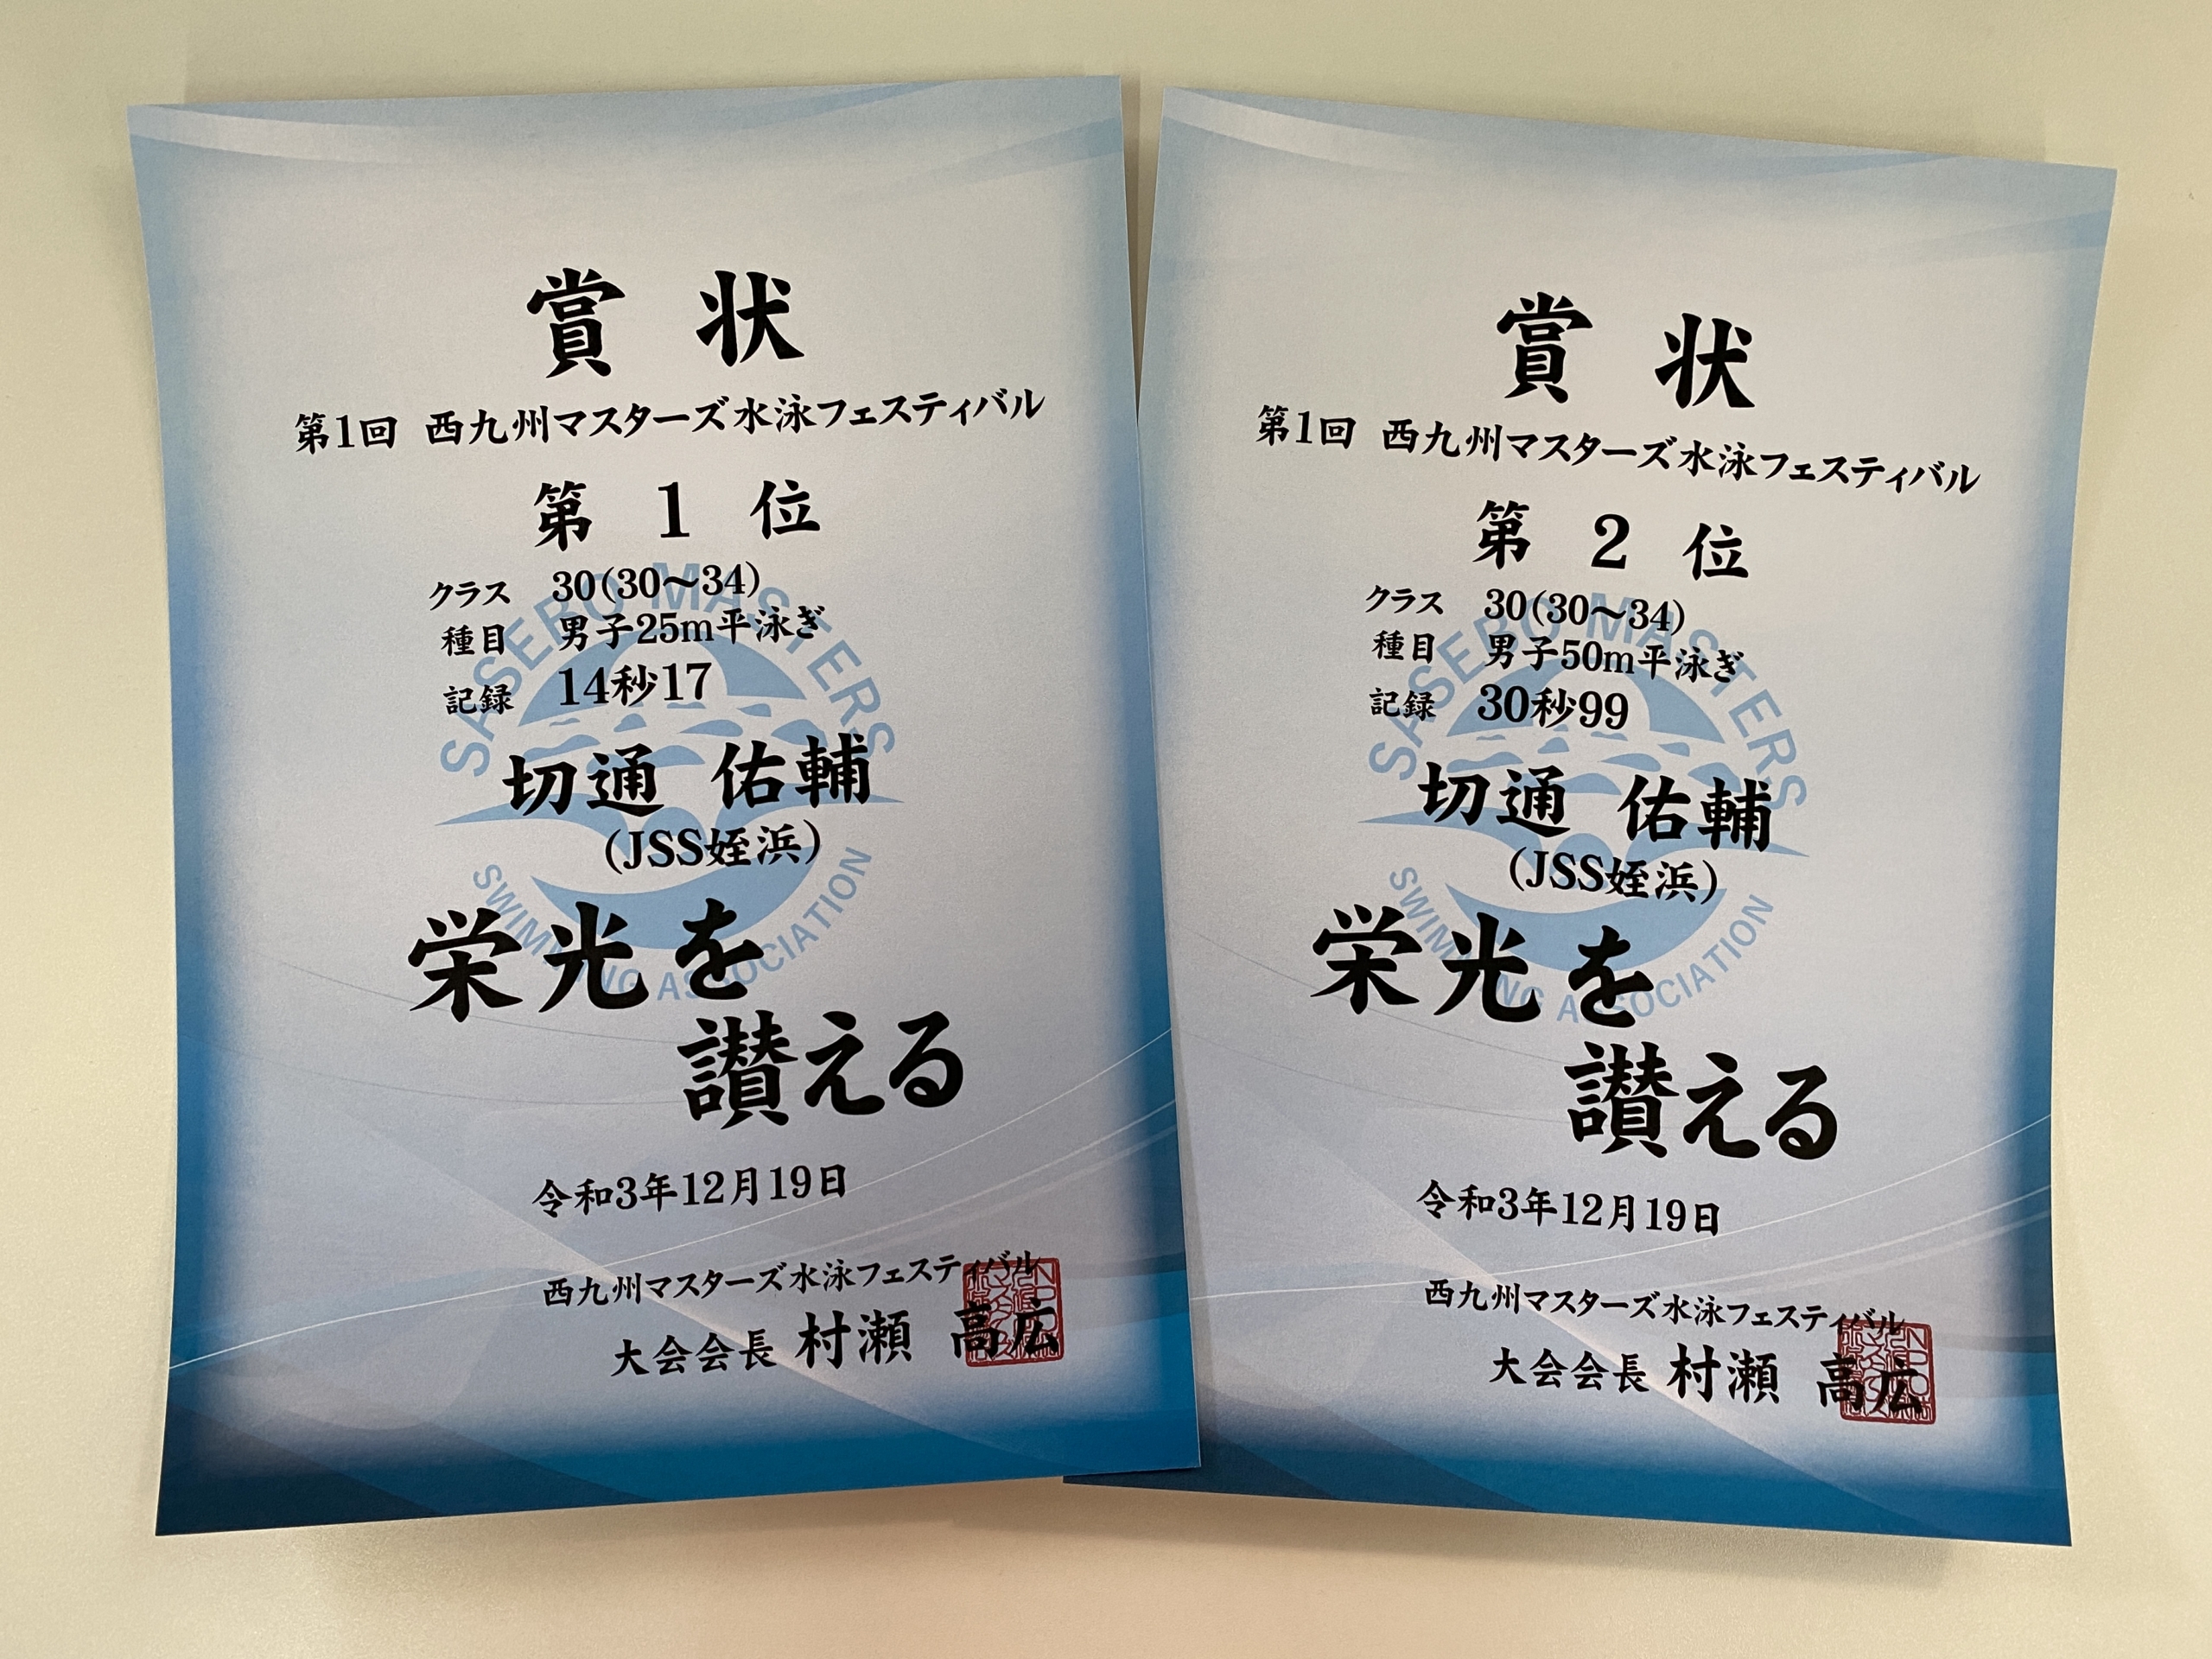 賞 状
第1回 西九州マスターズ水泳フェスティバル
第 1 位
クラス 30(30～34)
種目 男子25m平泳ぎ
記録 14秒17
切通 佑輔
(JSS姪浜)
栄光を
讃える
令和3年12月19日
西九州マスターズ水泳フェスティバル
大会会長 村瀬 高広
SASEBO MASTERS
SWIMMING ASSOCIATION
賞 状
第1回 西九州マスターズ水泳フェスティバル
第 2 位
クラス 30(30～34)
種目 男子50m平泳ぎ
記録 30秒99
切通 佑輔
(JSS姪浜)
栄光を
讃える
令和3年12月19日
西九州マスターズ水泳フェスティバル
大会会長 村瀬 高広
SASEBO MASTERS
SWIMMING ASSOCIATION